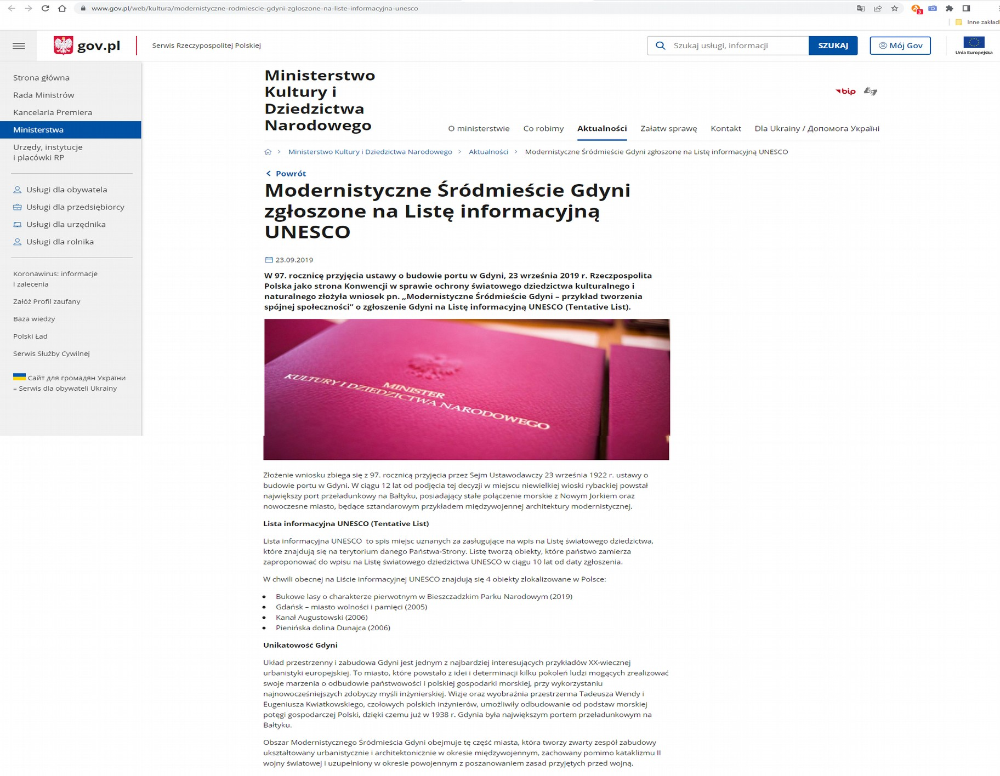 www.gov.pl/web/kultura/modernistyczne-rodmiescie-gdyni-zgloszone-na-liste-informacyjna-unesco
3
Inne zakład
gov.pl
Serwis Rzeczypospolitej Polskiej
Szukaj usługi, informacji
SZUKAJ
Mój Gov
Unia Europejska
Strona główna
Rada Ministrów
Kancelaria Premiera
Ministerstwa
Urzędy, instytucje
i placówki RP
Usługi dla obywatela
Usługi dla przedsiębiorcy
Usługi dla urzędnika
Usługi dla rolnika
Koronawirus: informacje
i zalecenia
Załóż Profil zaufany
Baza wiedzy
Polski Ład
Serwis Służby Cywilnej
Сайт для громадян України
– Serwis dla obywateli Ukrainy
Ministerstwo
Kultury i
Dziedzictwa
Narodowego
bip
O ministerstwie Co robimy Aktualności Załatw sprawę Kontakt Dla Ukrainy / Допомога Україні
Ministerstwo Kultury i Dziedzictwa Narodowego > Aktualności > Modernistyczne Śródmieście Gdyni zgłoszone na Listę informacyjną UNESCO
Powrót
Modernistyczne Śródmieście Gdyni
zgłoszone na Listę informacyjną
UNESCO
23.09.2019
W 97. rocznicę przyjęcia ustawy o budowie portu w Gdyni, 23 września 2019 r. Rzeczpospolita
Polska jako strona Konwencji w sprawie ochrony światowego dziedzictwa kulturalnego i
naturalnego złożyła wniosek pn. „Modernistyczne Śródmieście Gdyni – przykład tworzenia
spójnej społeczności” o zgłoszenie Gdyni na Listę informacyjną UNESCO (Tentative List).
MINISTER
KULTURY I DZIEDZICTWA NARODOWEGO
Złożenie wniosku zbiega się z 97. rocznicą przyjęcia przez Sejm Ustawodawczy 23 września 1922 r. ustawy o
budowie portu w Gdyni. W ciągu 12 lat od podjęcia tej decyzji w miejscu niewielkiej wioski rybackiej powstał
największy port przeładunkowy na Bałtyku, posiadający stałe połączenie morskie z Nowym Jorkiem oraz
nowoczesne miasto, będące sztandarowym przykładem międzywojennej architektury modernistycznej.
Lista informacyjna UNESCO (Tentative List)
Lista informacyjna UNESCO  to spis miejsc uznanych za zasługujące na wpis na Listę światowego dziedzictwa,
które znajdują się na terytorium danego Państwa-Strony. Listę tworzą obiekty, które państwo zamierza
zaproponować do wpisu na Listę światowego dziedzictwa UNESCO w ciągu 10 lat od daty zgłoszenia.
W chwili obecnej na Liście informacyjnej UNESCO znajdują się 4 obiekty zlokalizowane w Polsce:
• Bukowe lasy o charakterze pierwotnym w Bieszczadzkim Parku Narodowym (2019)
• Gdańsk – miasto wolności i pamięci (2005)
• Kanał Augustowski (2006)
• Pienińska dolina Dunajca (2006)
Unikatowość Gdyni
Układ przestrzenny i zabudowa Gdyni jest jednym z najbardziej interesujących przykładów XX-wiecznej
urbanistyki europejskiej. To miasto, które powstało z idei i determinacji kilku pokoleń ludzi mogących zrealizować
swoje marzenia o odbudowie państwowości i polskiej gospodarki morskiej, przy wykorzystaniu
najnowocześniejszych zdobyczy myśli inżynierskiej. Wizje oraz wyobraźnia przestrzenna Tadeusza Wendy i
Eugeniusza Kwiatkowskiego, czołowych polskich inżynierów, umożliwiły odbudowanie od podstaw morskiej
potęgi gospodarczej Polski, dzięki czemu już w 1938 r. Gdynia była największym portem przeładunkowym na
Bałtyku.
Obszar Modernistycznego Śródmieścia Gdyni obejmuje tę część miasta, która tworzy zwarty zespół zabudowy
ukształtowany urbanistycznie i architektonicznie w okresie międzywojennym, zachowany pomimo kataklizmu II
wojny światowej i uzupełniony w okresie powojennym z poszanowaniem zasad przyjętych przed wojną.